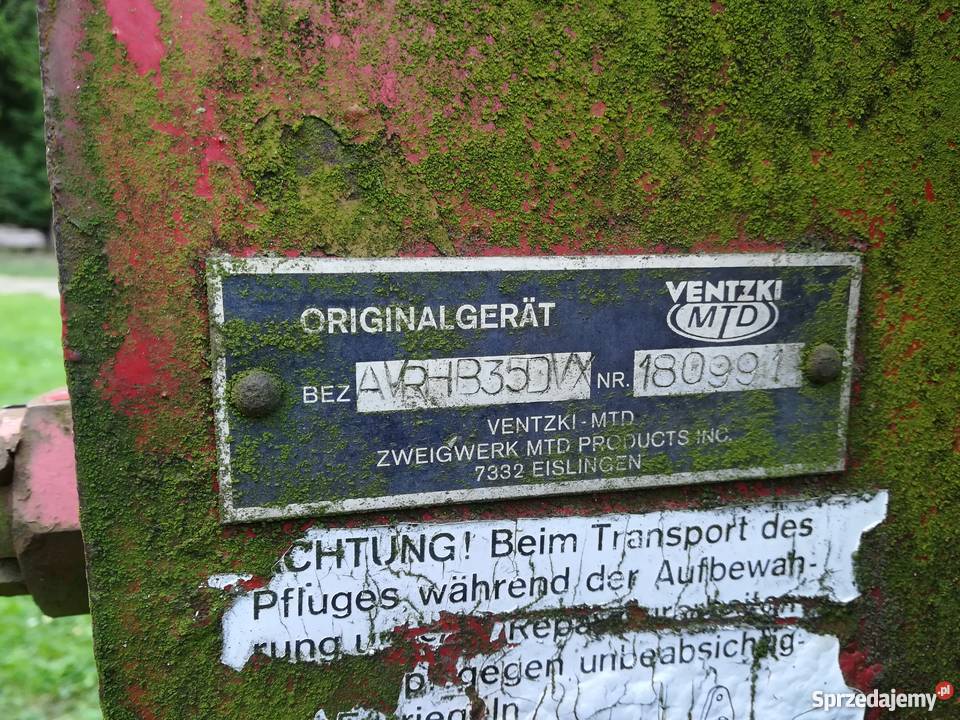 ORIGINALGERÄT
VENTZKI
MTD
BEZ AVRHB35DVX NR. 180991
VENTZKI-MTD
ZWEIGWERK MTD PRODUCTS INC.
7332 EISLINGEN
CHTUNG! Beim Transport des
Pfluges während der Aufbewah-
rung
gegen unbeabsichtig-
riegeln
Sprzedajemy.pl